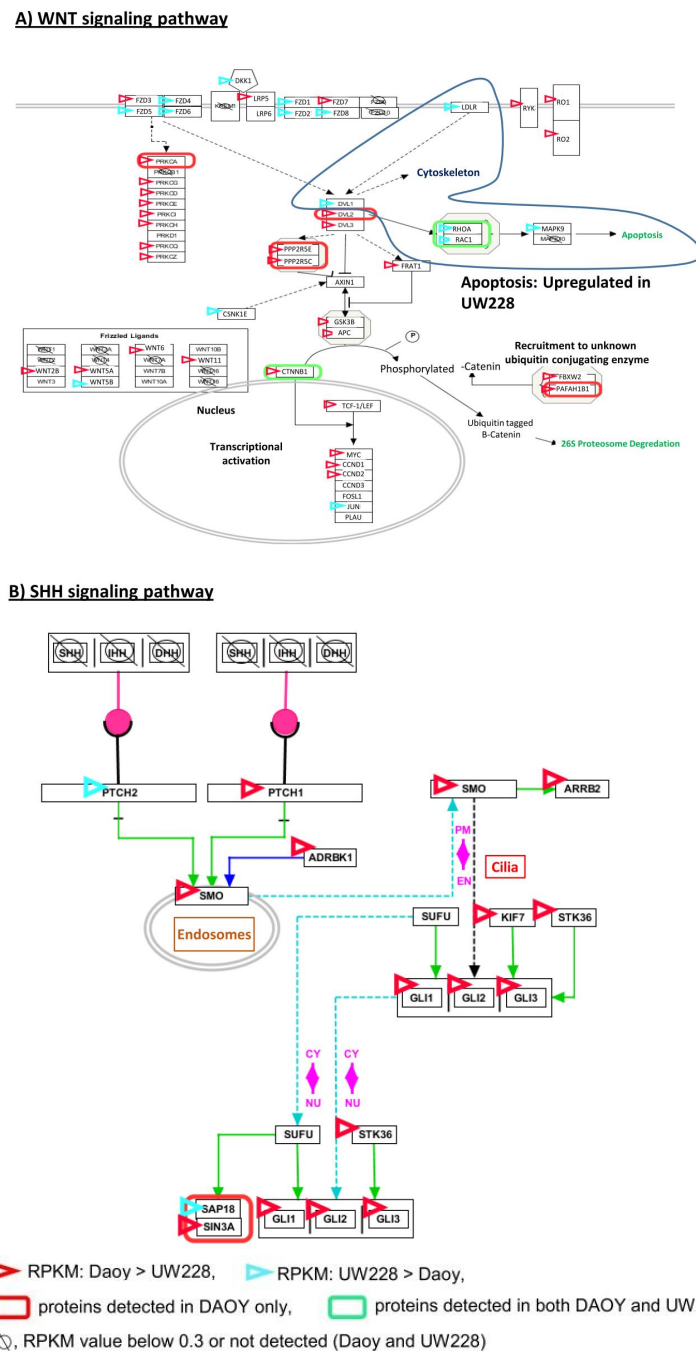 A) WNT signaling pathway
DKK1
FZD3
FZD4
FZD5
FZD6
LRP5
LRP6
FZD1
FZD7
FZD2
FZD8
LDLR
RYK
RO1
RO2
PRKCA
PRKCG
PRKCD
PRKCE
PRKCI
PRKCH
PRKD1
PRKCQ
PRKCZ
Cytoskeleton
DVL1
DVL2
DVL3
RHOA
RAC1
MAPK9
Apoptosis
PPP2R5E
PPP2R5C
FRAT1
AXIN1
Apoptosis: Upregulated in
UW228
CSNK1E
GSK3B
APC
P
Frizzled Ligands
WNT6
WNT10B
WNT11
WNT2B
WNT5A
WNT7B
WNT3
WNT5B
WNT10A
CTNNB1
Phosphorylated
-Catenin
Recruitment to unknown
ubiquitin conjugating enzyme
FBXW2
PAFAH1B1
Nucleus
TCF-1/LEF
Ubiquitin tagged
B-Catenin
26S Proteosome Degredation
Transcriptional
activation
MYC
CCND1
CCND2
CCND3
FOSL1
JUN
PLAU
B) SHH signaling pathway
SHH IHH DHH
SHH IHH DHH
PTCH2
PTCH1
SMO
ARRB2
ADRBK1
PM
EN
Cilia
SMO
Endosomes
SUFU
KIF7
STK36
GLI1 GLI2 GLI3
CY
NU
CY
NU
SUFU
STK36
SAP18
SIN3A
GLI1 GLI2 GLI3
RPKM: Daoy > UW228,
RPKM: UW228 > Daoy,
proteins detected in DAOY only,
proteins detected in both DAOY and UW
, RPKM value below 0.3 or not detected (Daoy and UW228)